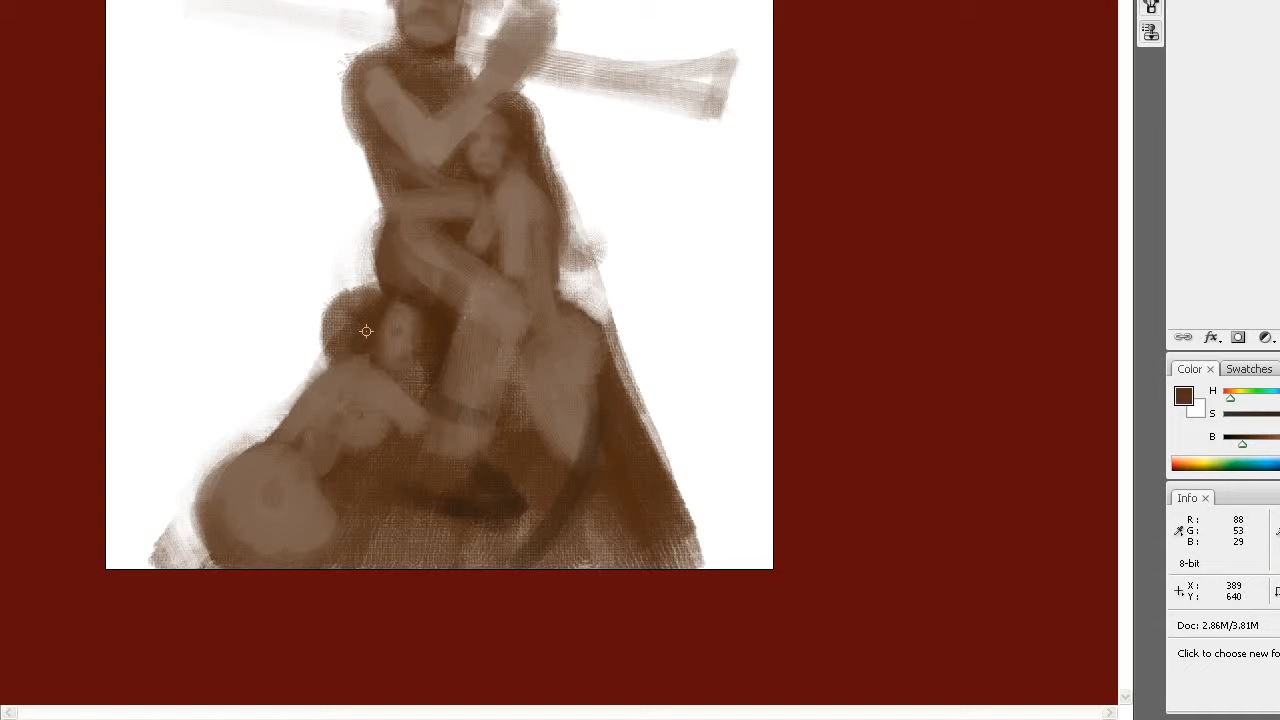 fx.
Color × Swatches
H
S
B
Info ×
R: 88
G: 53
B: 29
8-bit
X: 389
Y: 640
Doc: 2.86M/3.81M
Click to choose new fo